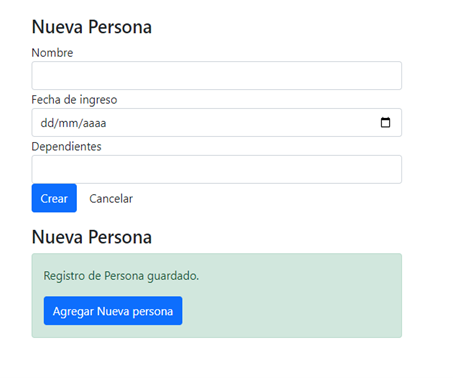 Nueva Persona
Nombre
Fecha de ingreso
dd/mm/aaaa
Dependientes
Crear Cancelar
Nueva Persona
Registro de Persona guardado.
Agregar Nueva persona